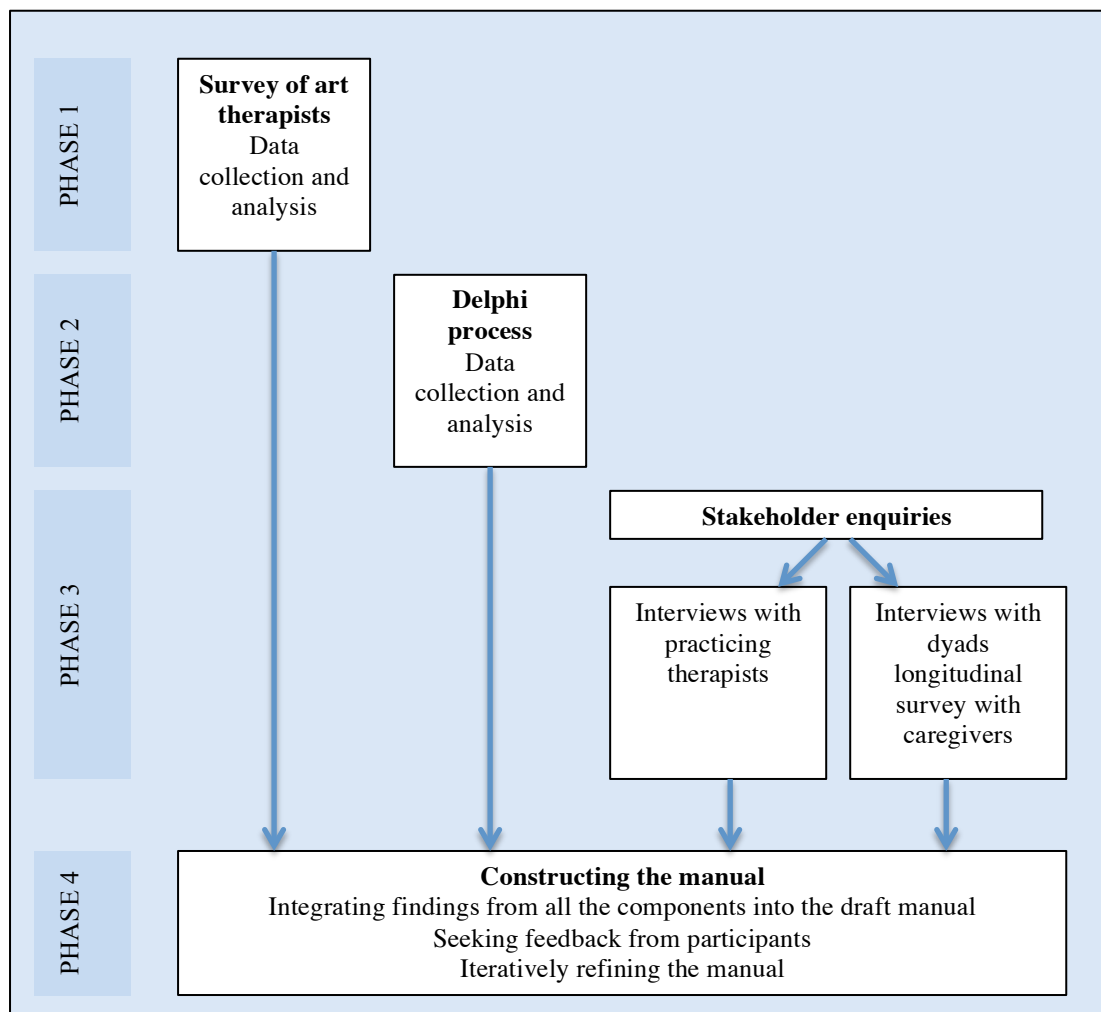 PHASE 1
Survey of art
therapists
Data
collection and
analysis
PHASE 2
Delphi
process
Data
collection and
analysis
PHASE 3
Stakeholder enquiries
Interviews with
practicing
therapists
Interviews with
dyads
longitudinal
survey with
caregivers
PHASE 4
Constructing the manual
Integrating findings from all the components into the draft manual
Seeking feedback from participants
Iteratively refining the manual